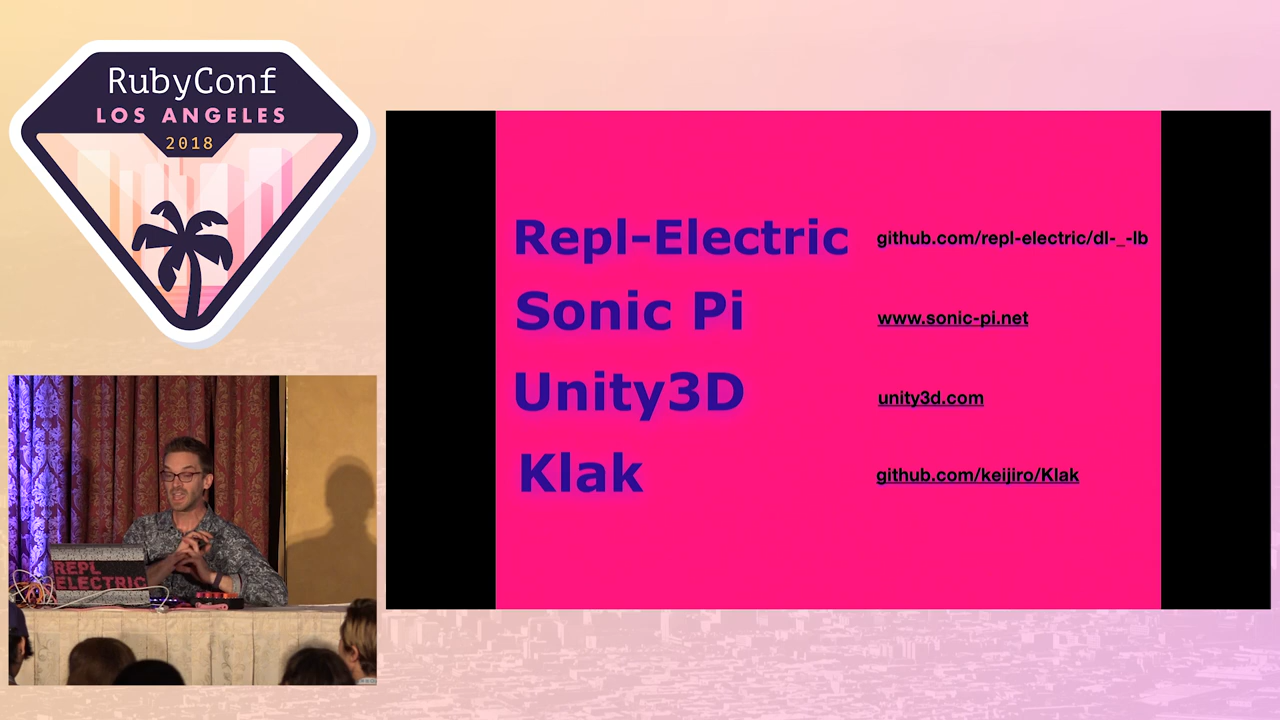 RubyConf
LOS ANGELES
2018
Repl-Electric github.com/repl-electric/dl-_-lb
Sonic Pi www.sonic-pi.net
Unity3D unity3d.com
Klak github.com/keijiro/Klak
REPL
ELECTRIC